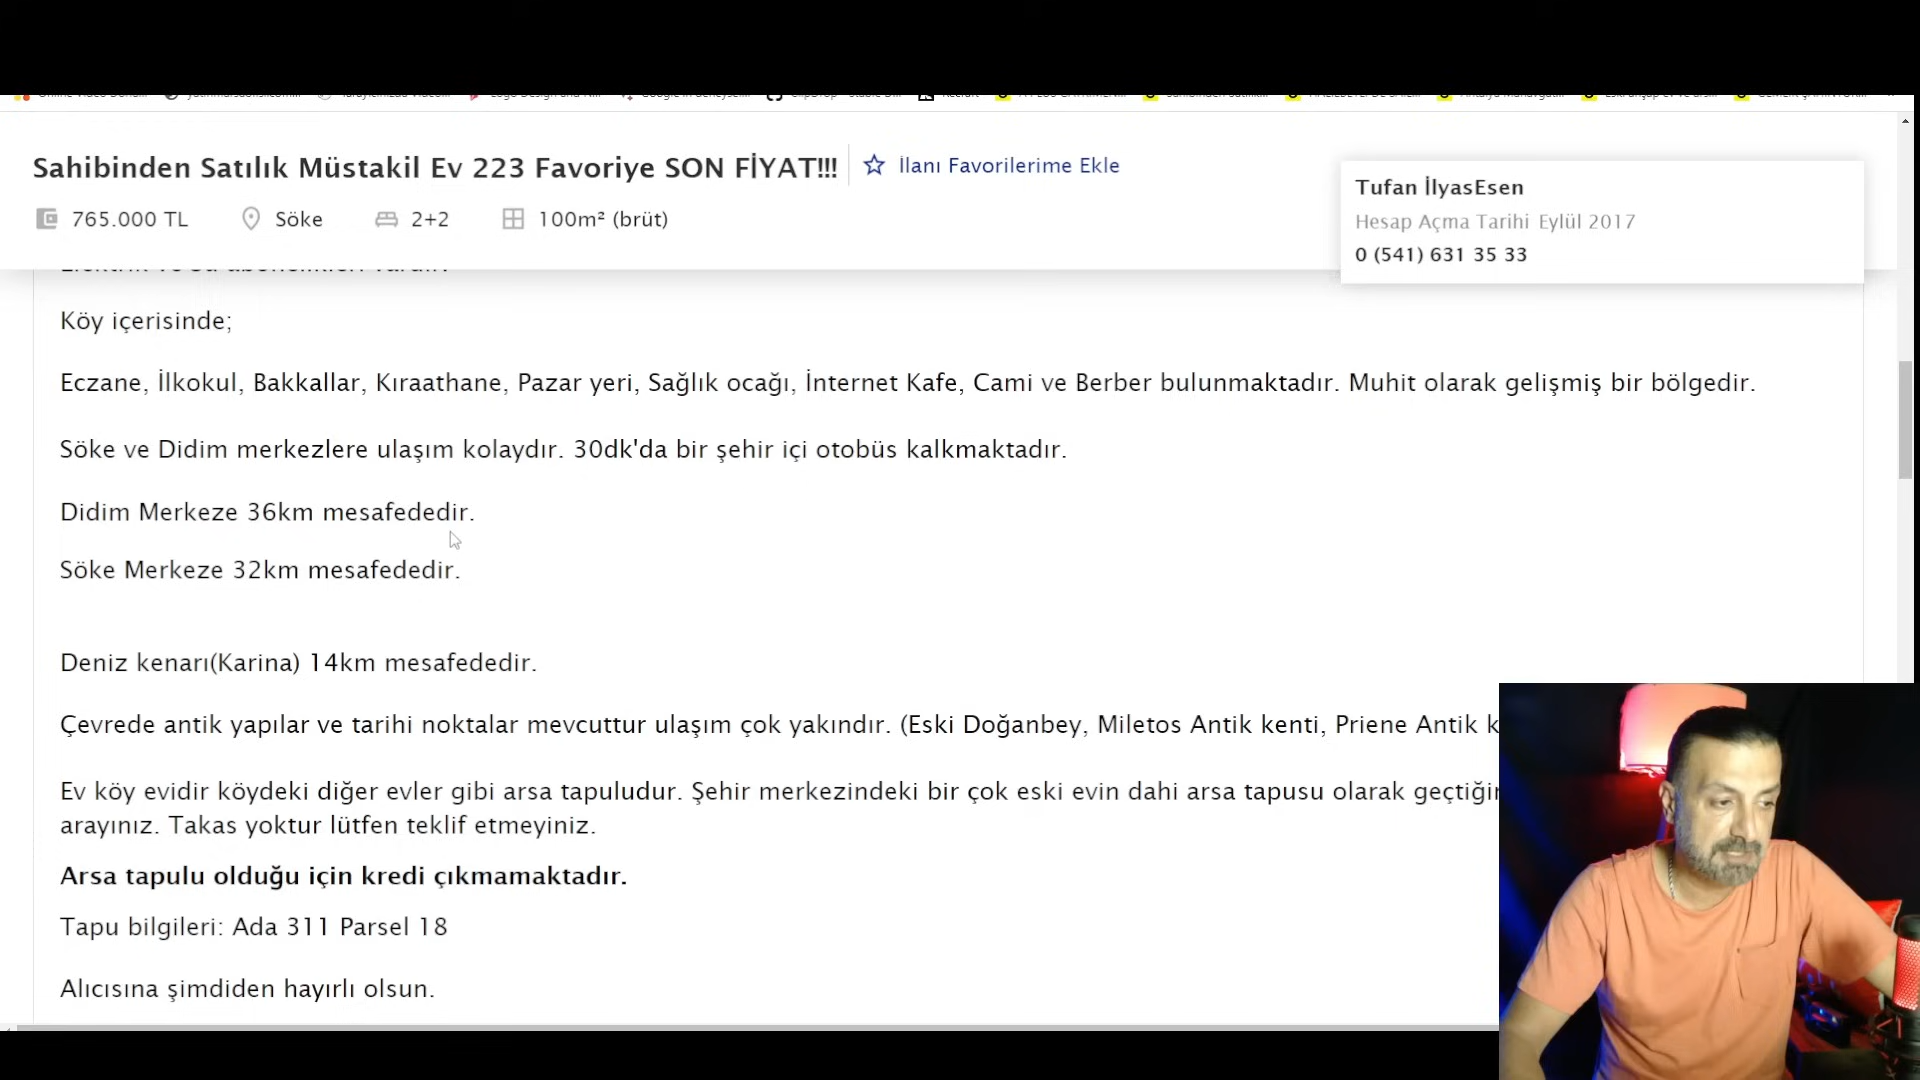 Sahibinden Satılık Müstakil Ev 223 Favoriye SON FİYAT!!!
İlanı Favorilerime Ekle
765.000 TL
Söke
2+2
100m² (brüt)
Tufan İlyasEsen
Hesap Açma Tarihi Eylül 2017
0 (541) 631 35 33
Köy içerisinde;
Eczane, İlkokul, Bakkallar, Kıraathane, Pazar yeri, Sağlık ocağı, İnternet Kafe, Cami ve Berber bulunmaktadır. Muhit olarak gelişmiş bir bölgedir.
Söke ve Didim merkezlere ulaşım kolaydır. 30dk'da bir şehir içi otobüs kalkmaktadır.
Didim Merkeze 36km mesafededir.
Söke Merkeze 32km mesafededir.
Deniz kenarı(Karina) 14km mesafededir.
Çevrede antik yapılar ve tarihi noktalar mevcuttur ulaşım çok yakındır. (Eski Doğanbey, Miletos Antik kenti, Priene Antik k
Ev köy evidir köydeki diğer evler gibi arsa tapuludur. Şehir merkezindeki bir çok eski evin dahi arsa tapusu olarak geçtiğin
arayınız. Takas yoktur lütfen teklif etmeyiniz.
Arsa tapulu olduğu için kredi çıkmamaktadır.
Tapu bilgileri: Ada 311 Parsel 18
Alıcısına şimdiden hayırlı olsun.